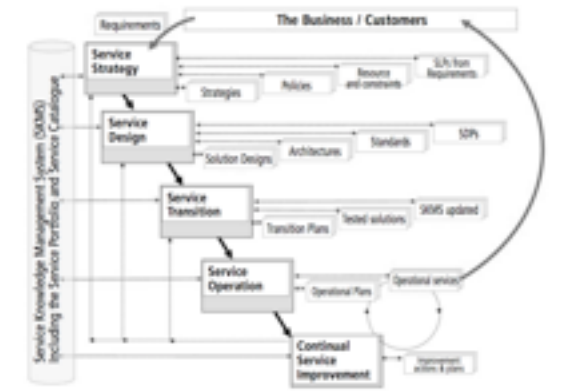 The Business / Customers
Requirements
Service
Strategy
SLPs from
Requirements
Resource
and constraints
Policies
Strategies
Service
Design
SDPs
Standards
Architectures
Solution Designs
Service
Transition
SKMS updated
Tested solutions
Transition Plans
Service
Operation
Operational services
Operational Plans
Continual
Service
Improvement
Improvement
actions & plans
Service Knowledge Management System (SKMS)
Including the Service Portfolio and Service Catalogue